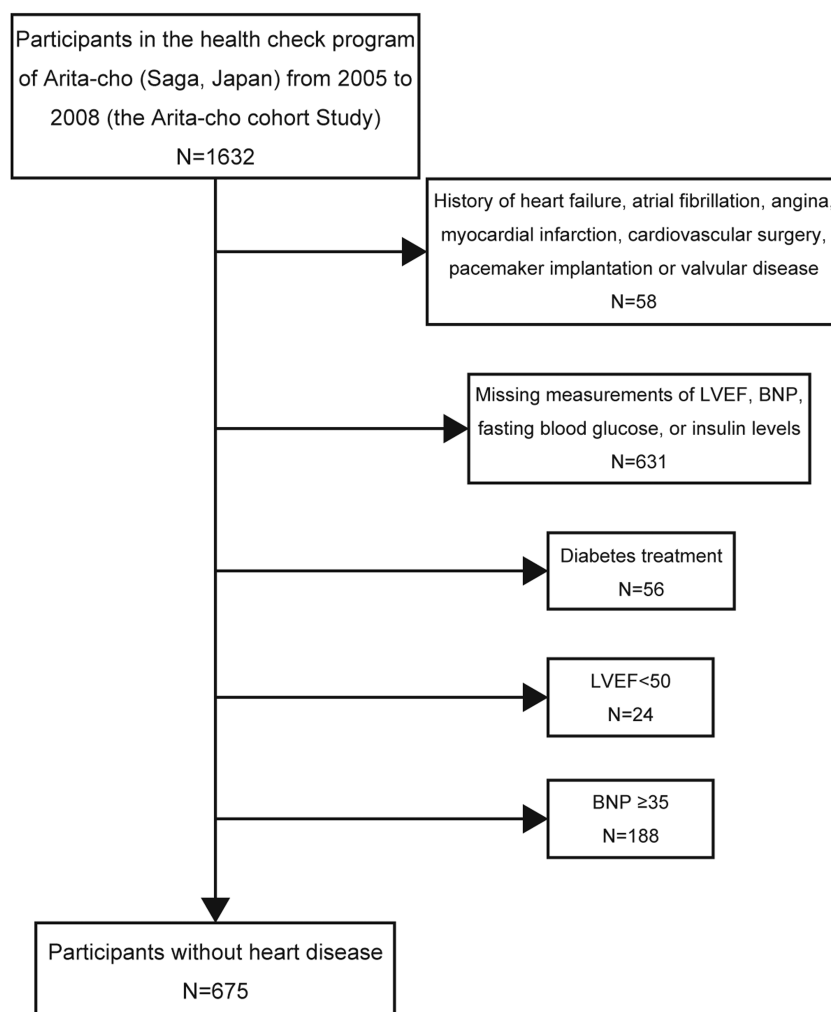 Participants in the health check program
of Arita-cho (Saga, Japan) from 2005 to
2008 (the Arita-cho cohort Study)
N=1632
History of heart failure, atrial fibrillation, angina,
myocardial infarction, cardiovascular surgery,
pacemaker implantation or valvular disease
N=58
Missing measurements of LVEF, BNP,
fasting blood glucose, or insulin levels
N=631
Diabetes treatment
N=56
LVEF<50
N=24
BNP ≥35
N=188
Participants without heart disease
N=675